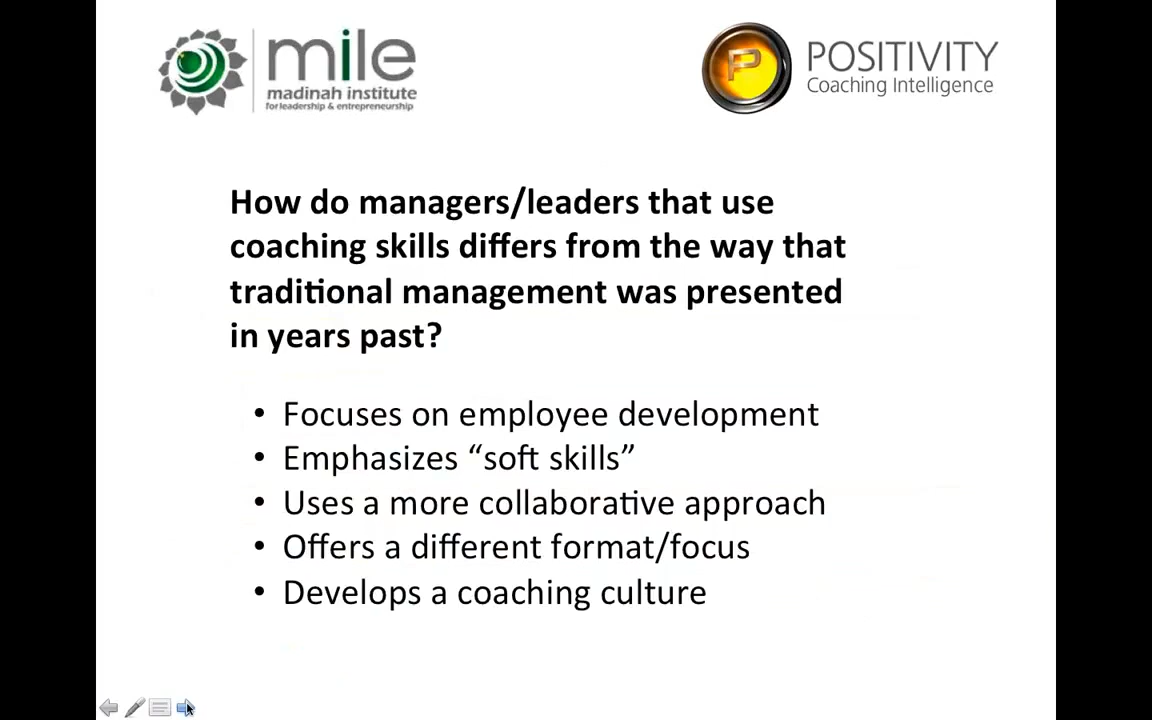 mile
madinah institute
for leadership & entrepreneurship
P
POSITIVITY
Coaching Intelligence
How do managers/leaders that use
coaching skills differs from the way that
traditional management was presented
in years past?
• Focuses on employee development
• Emphasizes “soft skills”
• Uses a more collaborative approach
• Offers a different format/focus
• Develops a coaching culture